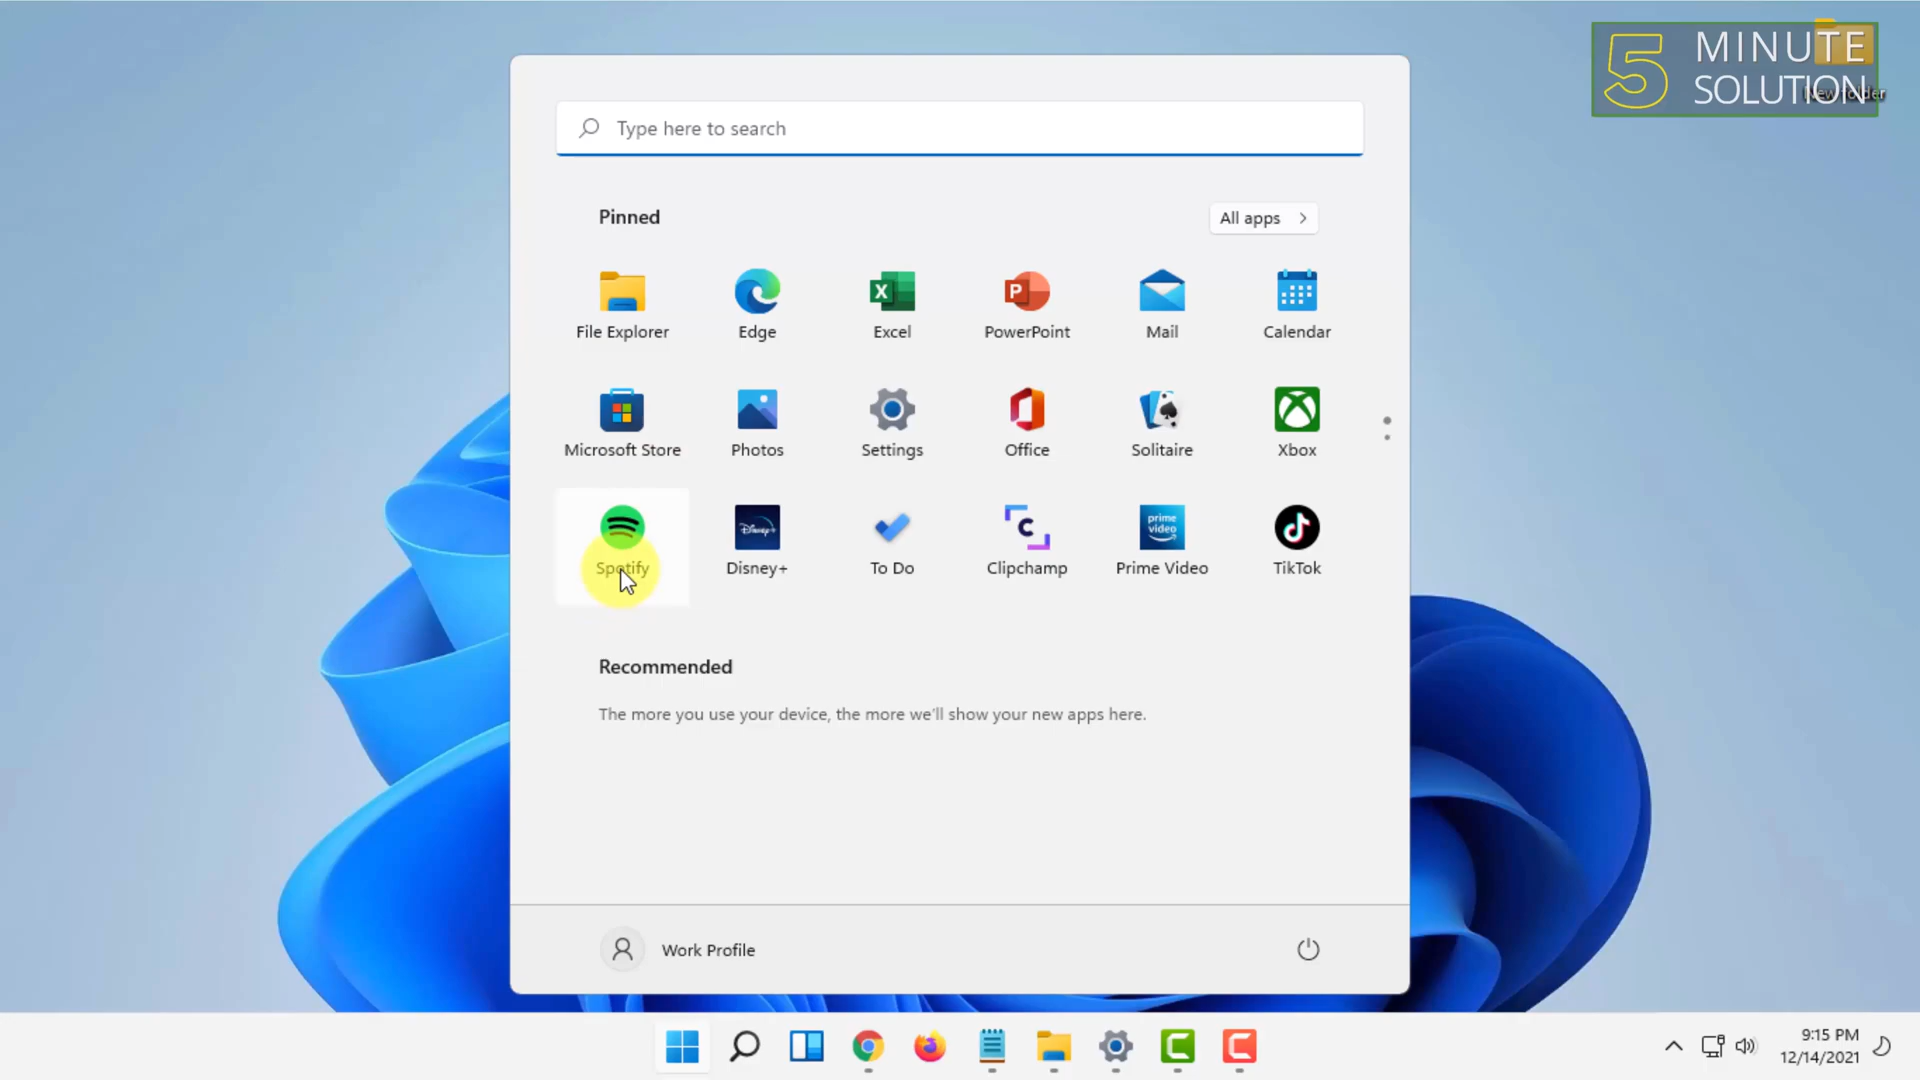 5 MINUTE
SOLUTION
New folder
Type here to search
Pinned
All apps
File Explorer
Edge
Excel
PowerPoint
Mail
Calendar
Microsoft Store
Photos
Settings
Office
Solitaire
Xbox
Spotify
Disney+
To Do
Clipchamp
Prime Video
TikTok
Recommended
The more you use your device, the more we'll show your new apps here.
Work Profile
9:15 PM
12/14/2021